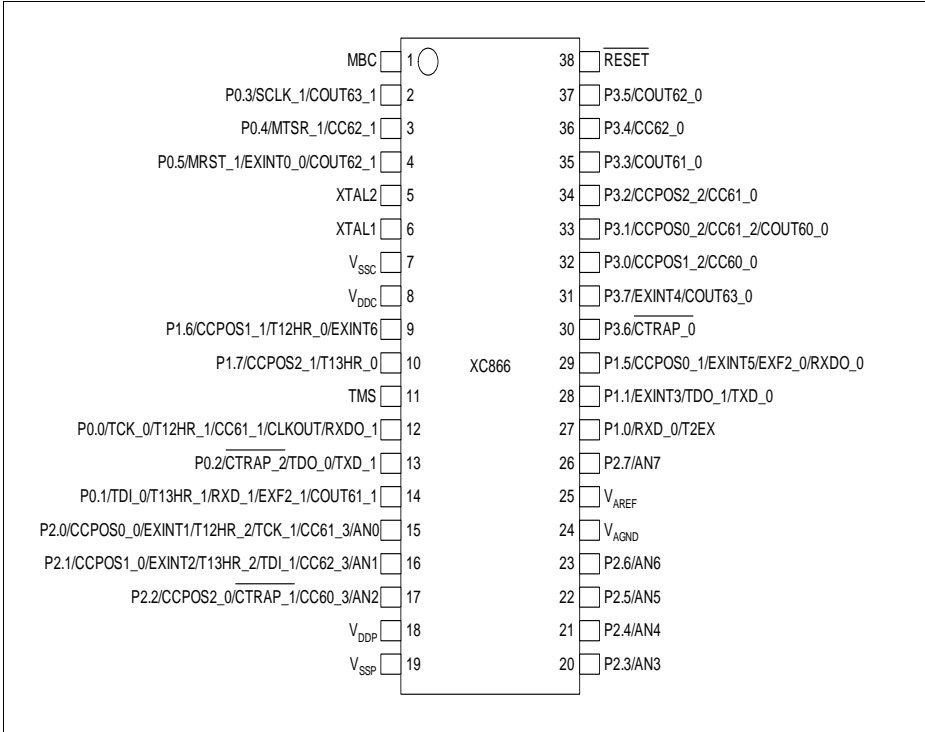 MBC 1 38 RESET
P0.3/SCLK_1/COUT63_1 2 37 P3.5/COUT62_0
P0.4/MTSR_1/CC62_1 3 36 P3.4/CC62_0
P0.5/MRST_1/EXINT0_0/COUT62_1 4 35 P3.3/COUT61_0
XTAL2 5 34 P3.2/CCPOS2_2/CC61_0
XTAL1 6 33 P3.1/CCPOS0_2/CC61_2/COUT60_0
VSSC 7 32 P3.0/CCPOS1_2/CC60_0
VDDC 8 31 P3.7/EXINT4/COUT63_0
P1.6/CCPOS1_1/T12HR_0/EXINT6 9 30 P3.6/CTRAP_0
P1.7/CCPOS2_1/T13HR_0 10 XC866 29 P1.5/CCPOS0_1/EXINT5/EXF2_0/RXDO_0
TMS 11 28 P1.1/EXINT3/TDO_1/TXD_0
P0.0/TCK_0/T12HR_1/CC61_1/CLKOUT/RXDO_1 12 27 P1.0/RXD_0/T2EX
P0.2/CTRAP_2/TDO_0/TXD_1 13 26 P2.7/AN7
P0.1/TDI_0/T13HR_1/RXD_1/EXF2_1/COUT61_1 14 25 VAREF
P2.0/CCPOS0_0/EXINT1/T12HR_2/TCK_1/CC61_3/AN0 15 24 VAGND
P2.1/CCPOS1_0/EXINT2/T13HR_2/TDI_1/CC62_3/AN1 16 23 P2.6/AN6
P2.2/CCPOS2_0/CTRAP_1/CC60_3/AN2 17 22 P2.5/AN5
VDDP 18 21 P2.4/AN4
VSSP 19 20 P2.3/AN3